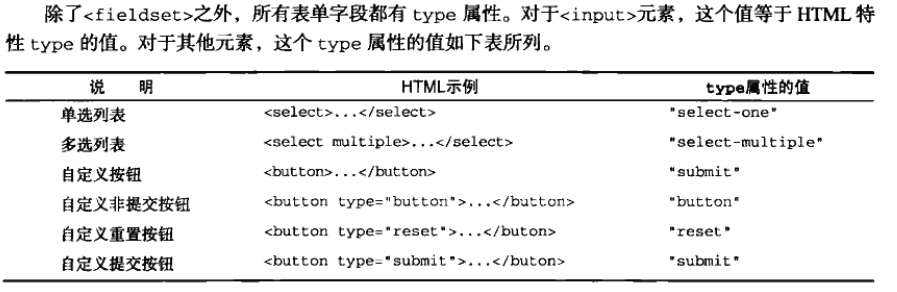 除了<fieldset>之外，所有表单字段都有 type 属性。对于<input>元素，这个值等于 HTML 特
性 type 的值。对于其他元素，这个 type 属性的值如下表所列。
说 明 HTML示例 type属性的值
单选列表 <select>...</select> "select-one"
多选列表 <select multiple>...</select> "select-multiple"
自定义按钮 <button>...</button> "submit"
自定义非提交按钮 <button type="button">...</button> "button"
自定义重置按钮 <button type="reset">...</buton> "reset"
自定义提交按钮 <button type="submit">...</buton> "submit"